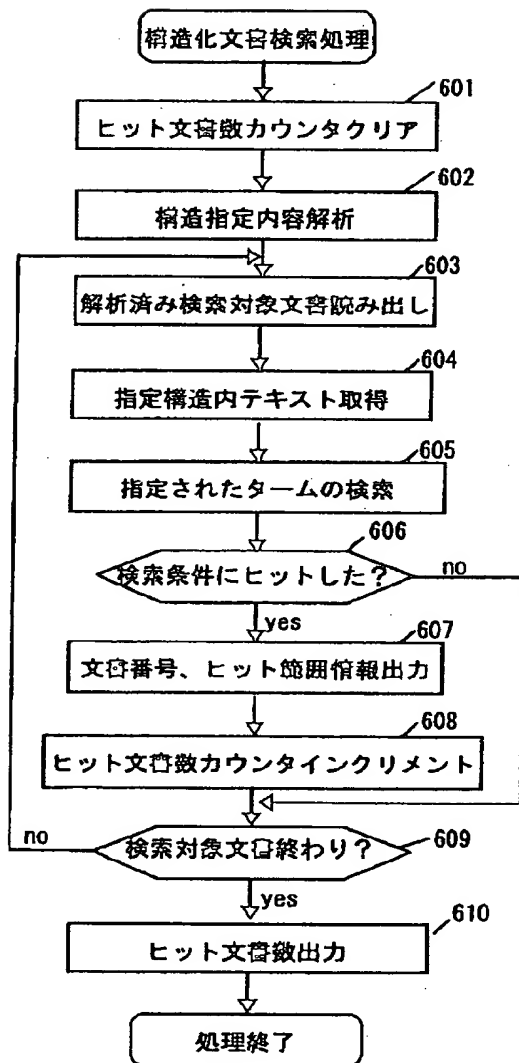 構造化文書検索処理
601
ヒット文書数カウンタクリア
602
構造指定内容解析
603
解析済み検索対象文書読み出し
604
指定構造内テキスト取得
605
指定されたタームの検索
606
検索条件にヒットした?
no
yes
607
文書番号、ヒット範囲情報出力
608
ヒット文書数カウンタインクリメント
no
検索対象文書終わり?
609
yes
610
ヒット文書数出力
処理終了